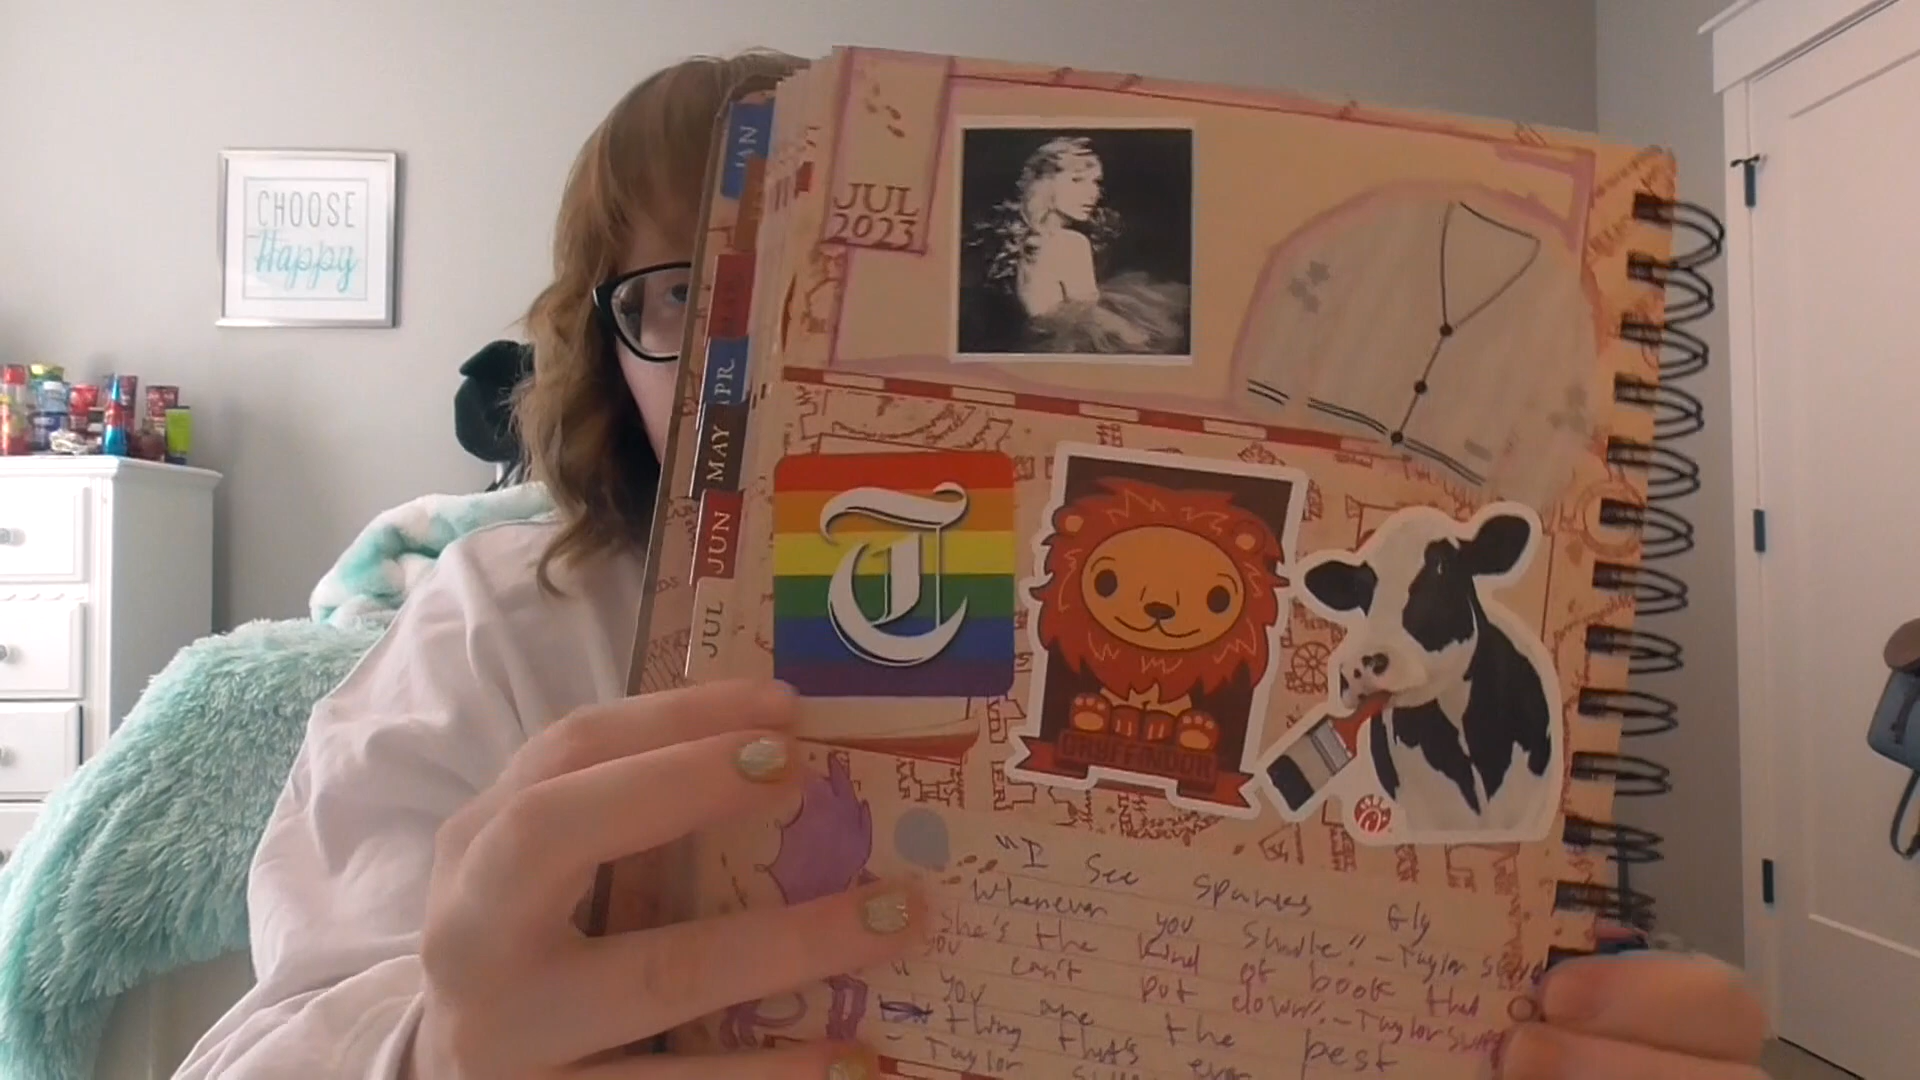 CHOOSE
Happy
JAN
APR
MAY
JUN
JUL
JUL
2023
T
GRYFFINDOR
"I see sparks fly
whenever you smile." - Taylor Swift
She's the kind of book that
you can't put down". - Taylor Swift
"you are the best
thing that's ever
- Taylor Swift